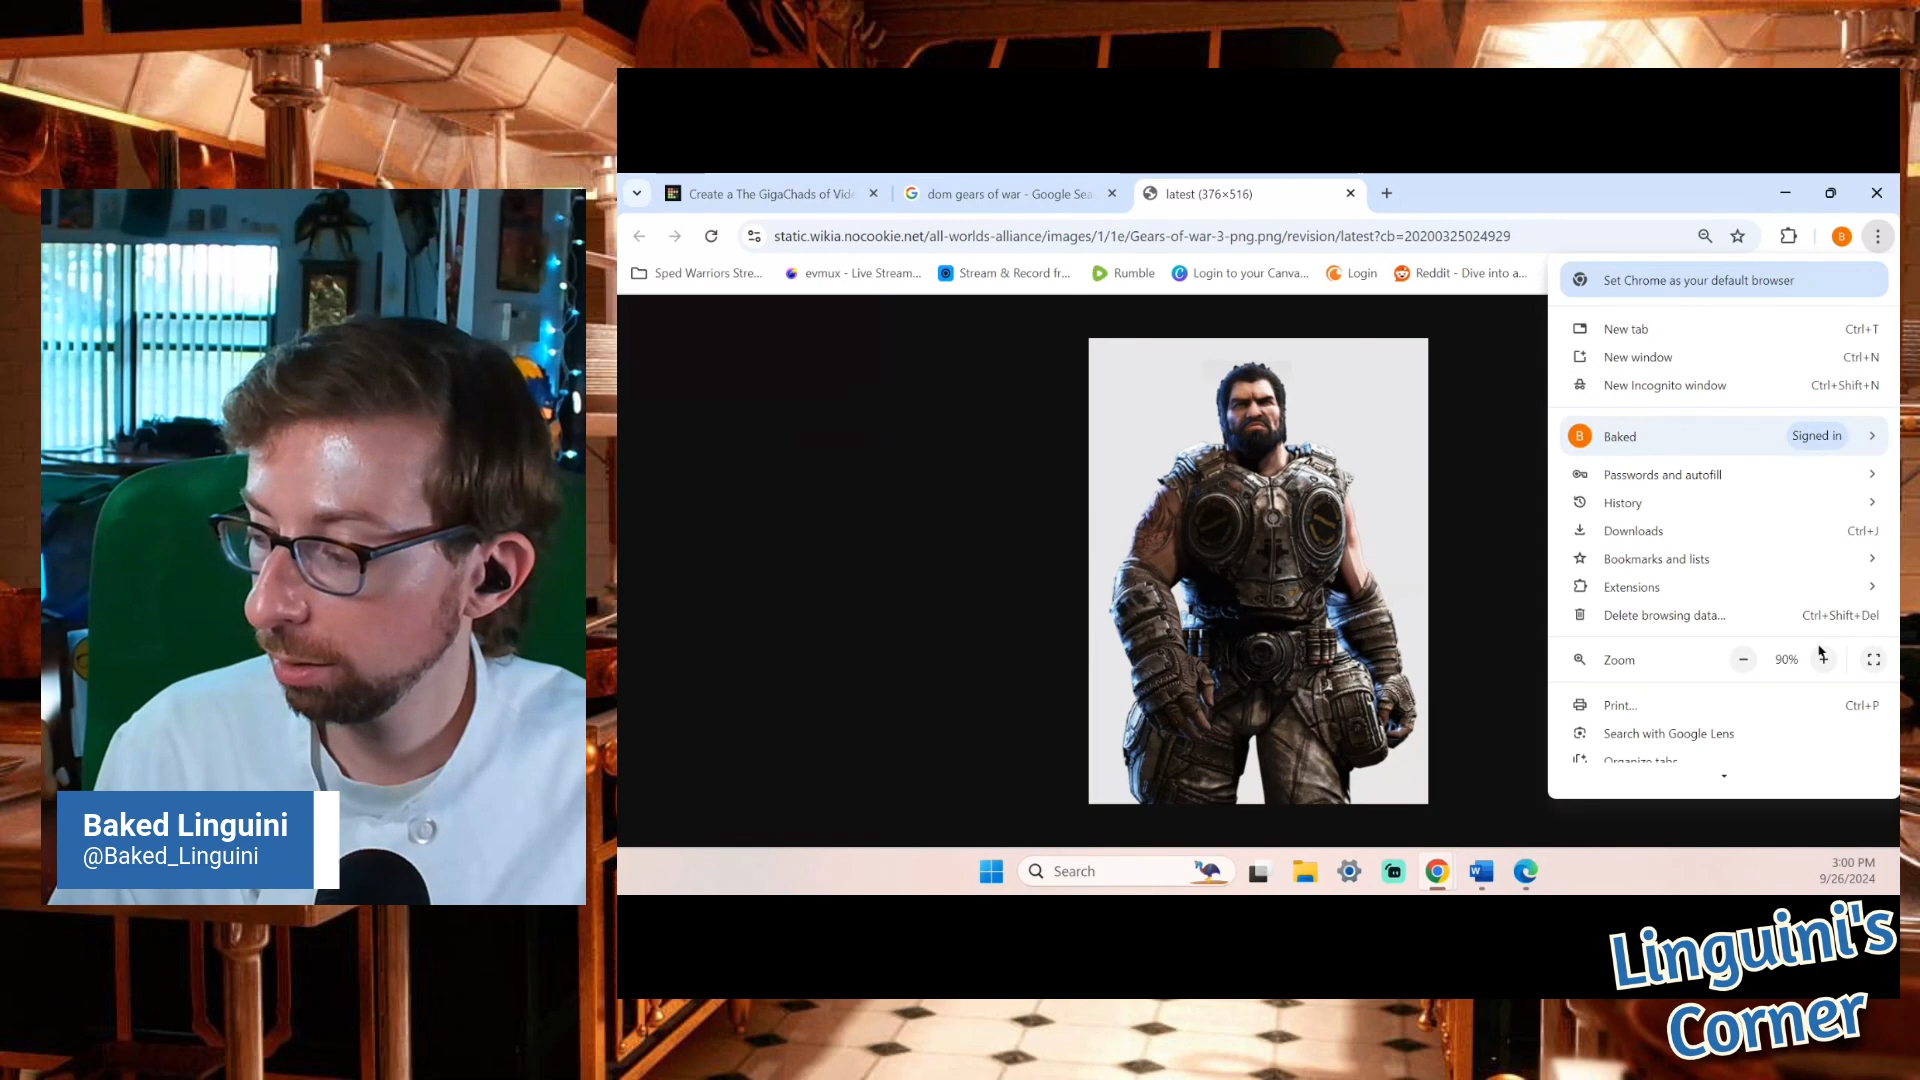 Create a The GigaChads of Vide
dom gears of war - Google Sea
latest (376×516)
static.wikia.nocookie.net/all-worlds-alliance/images/1/1e/Gears-of-war-3-png.png/revision/latest?cb=20200325024929
B
Sped Warriors Stre...
evmux - Live Stream...
Stream & Record fr...
Rumble
Login to your Canva...
Login
Reddit - Dive into a...
Set Chrome as your default browser
New tab Ctrl+T
New window Ctrl+N
New Incognito window Ctrl+Shift+N
B Baked Signed in
Passwords and autofill
History
Downloads Ctrl+J
Bookmarks and lists
Extensions
Delete browsing data... Ctrl+Shift+Del
Zoom − 90% +
Print... Ctrl+P
Search with Google Lens
Organize tabs
Search
3:00 PM
9/26/2024
Baked Linguini
@Baked_Linguini
Linguini's
Corner